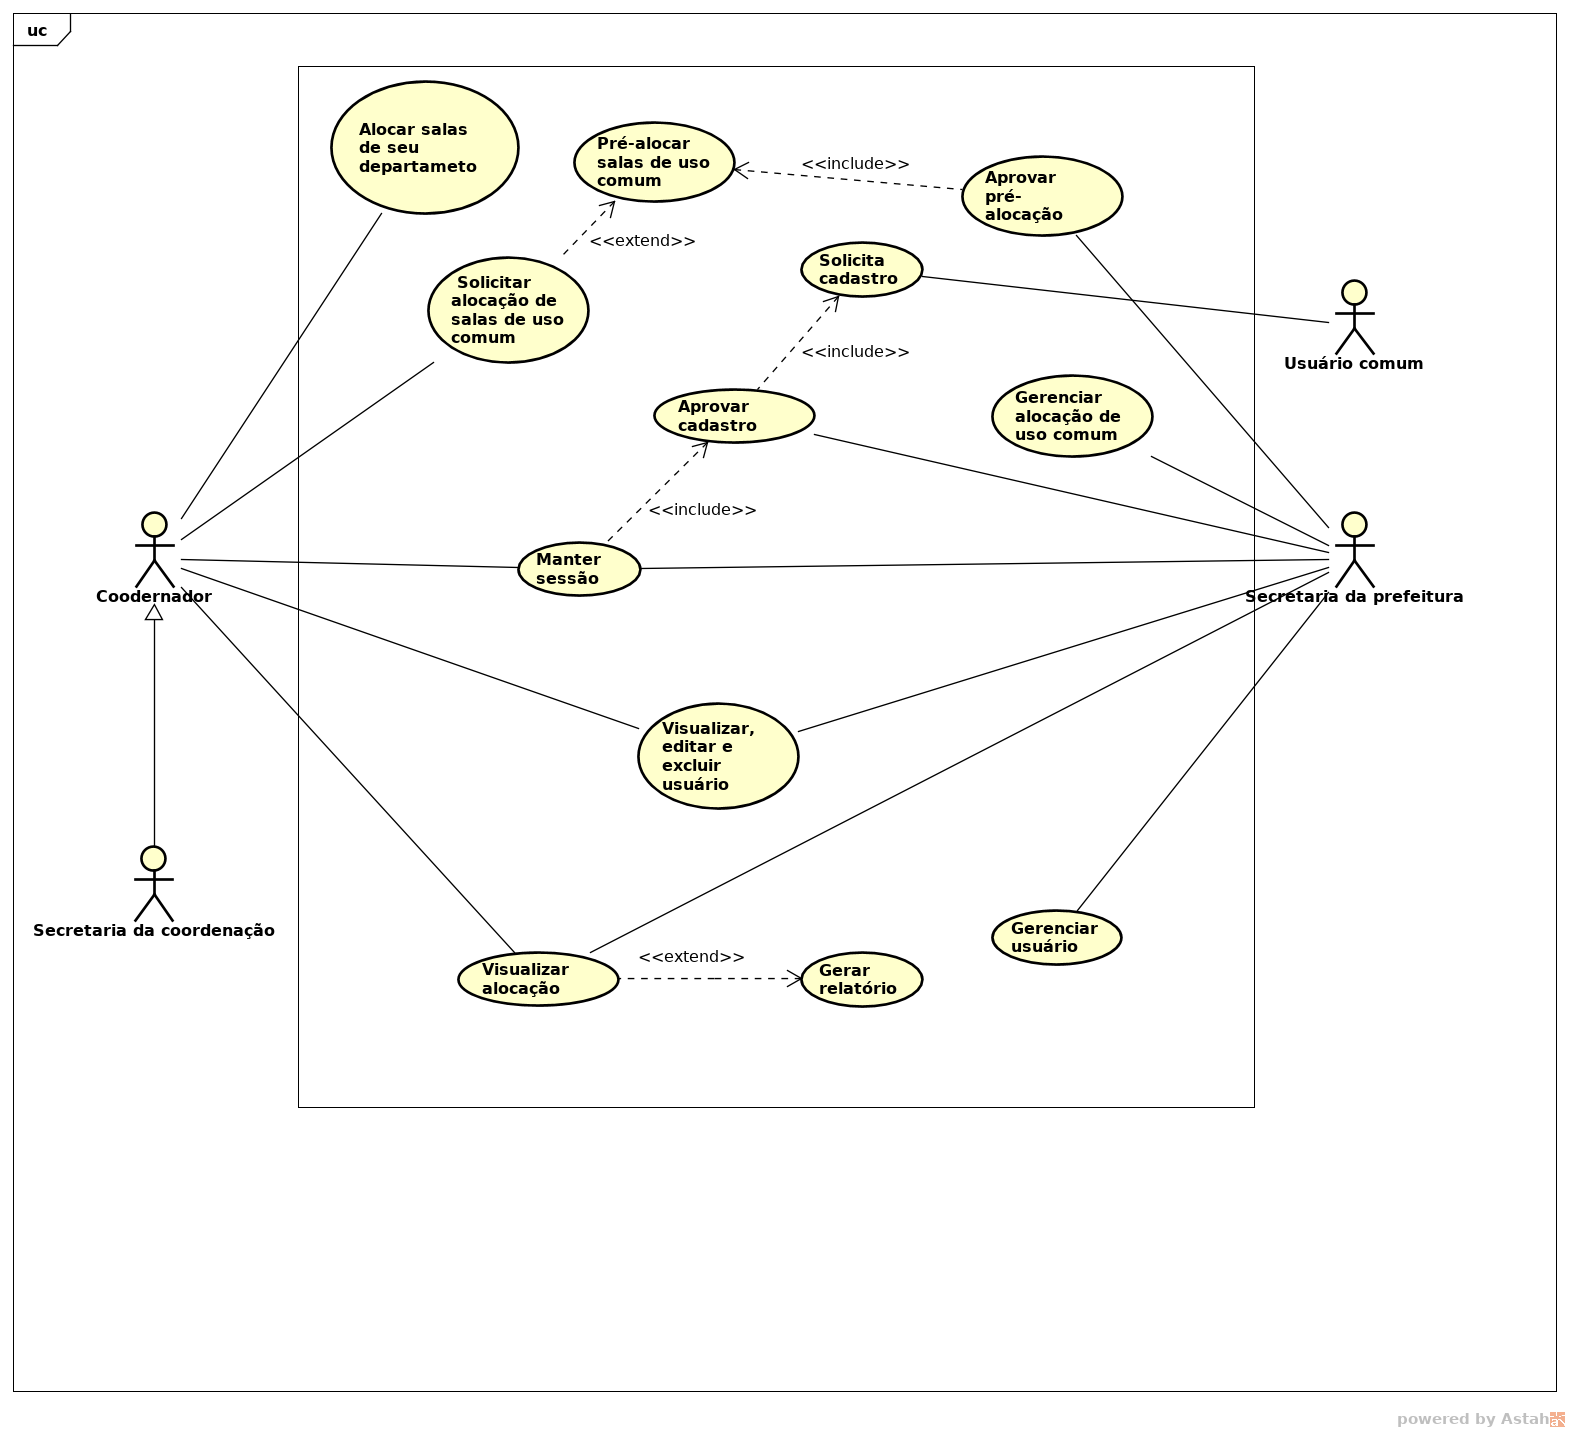 uc
Alocar salas
de seu
departameto
Pré-alocar
salas de uso
comum
<<include>>
Aprovar
pré-
alocação
<<extend>>
Solicitar
alocação de
salas de uso
comum
Solicita
cadastro
Usuário comum
<<include>>
Aprovar
cadastro
Gerenciar
alocação de
uso comum
<<include>>
Manter
sessão
Coodernador
Secretaria da prefeitura
Visualizar,
editar e
excluir
usuário
Secretaria da coordenação
Visualizar
alocação
<<extend>>
Gerar
relatório
Gerenciar
usuário
powered by Astah